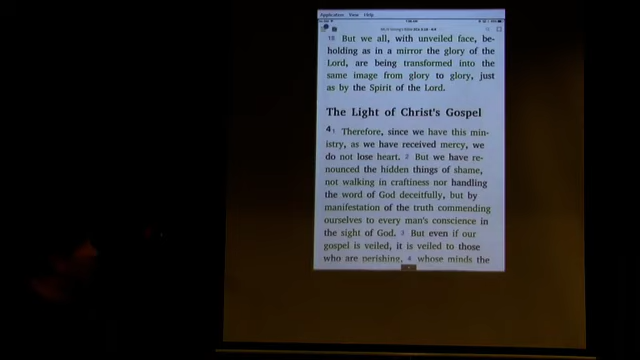 Application View Help
18 But we all, with unveiled face, be-
holding as in a mirror the glory of the
Lord, are being transformed into the
same image from glory to glory, just
as by the Spirit of the Lord.
The Light of Christ's Gospel
4 1 Therefore, since we have this min-
istry, as we have received mercy, we
do not lose heart. 2 But we have re-
nounced the hidden things of shame,
not walking in craftiness nor handling
the word of God deceitfully, but by
manifestation of the truth commending
ourselves to every man's conscience in
the sight of God. 3 But even if our
gospel is veiled, it is veiled to those
who are perishing, 4 whose minds the